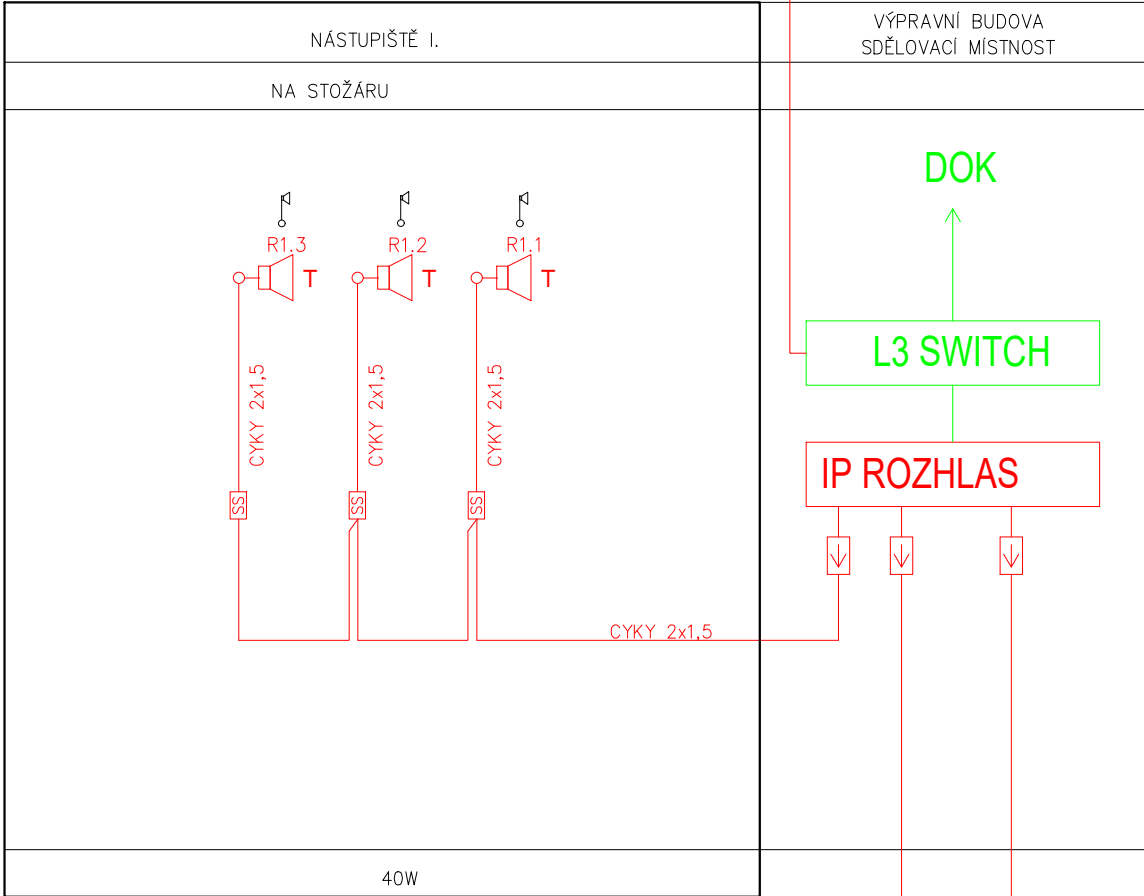 NÁSTUPIŠTĚ I.
VÝPRAVNÍ BUDOVA
SDĚLOVACÍ MÍSTNOST
NA STOŽÁRU
DOK
R1.3
R1.2
R1.1
T
T
T
L3 SWITCH
CYKY 2x1,5
CYKY 2x1,5
CYKY 2x1,5
IP ROZHLAS
SS
SS
SS
CYKY 2x1,5
40W